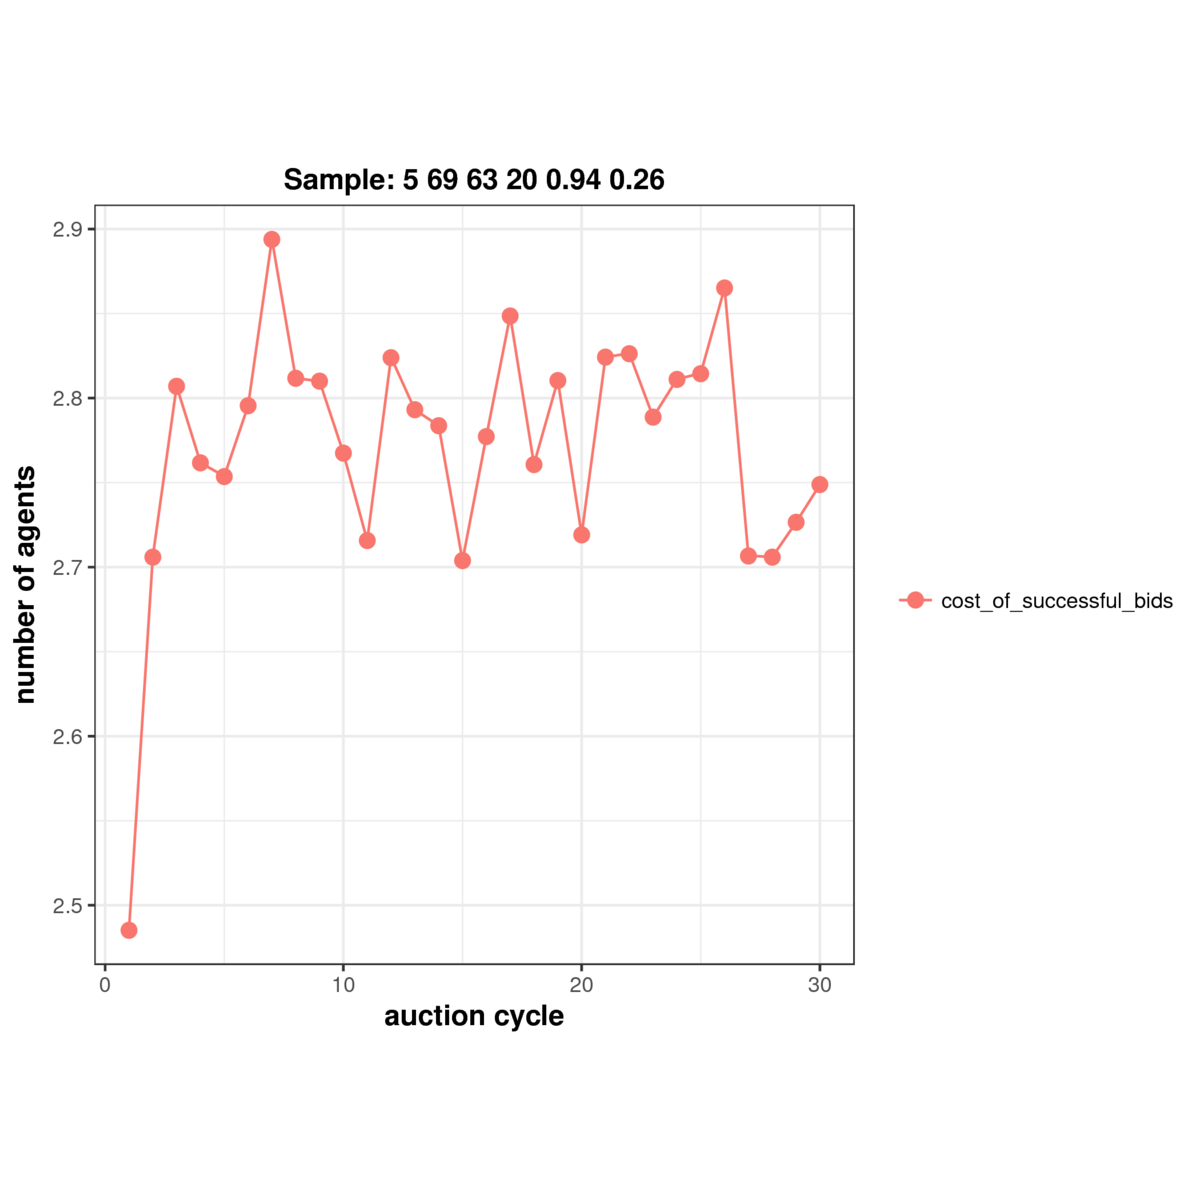 Sample: 5 69 63 20 0.94 0.26
2.9
2.8
2.7
2.6
2.5
number of agents
0 10 20 30
auction cycle
cost_of_successful_bids